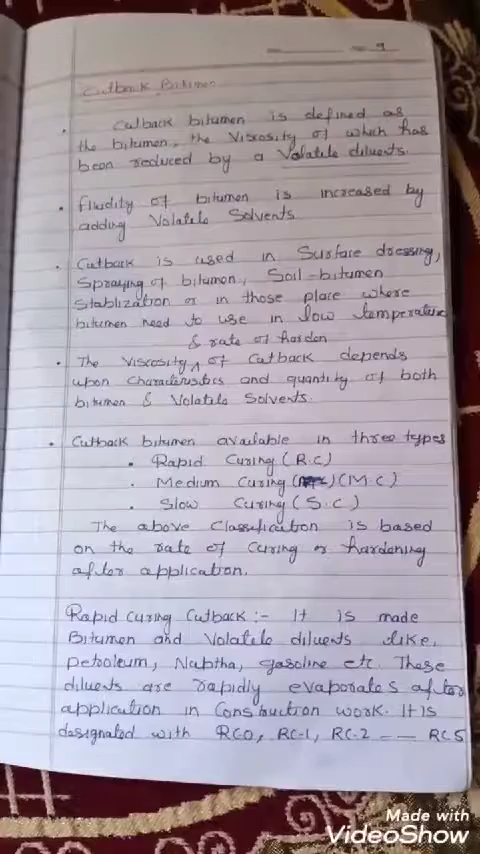 9
Cutback Bitumen
• Cutback bitumen is defined as
the bitumen, the Viscosity of which has
been reduced by a Volatile diluents.
• Fluidity of bitumen is increased by
adding Volatile Solvents
• Cutback is used in Surface dressing,
Spraying of bitumen, Soil-bitumen
Stablization or in those place where
bitumen need to use in low temperature
& rate of harden
• The Viscosity ^ of Cutback depends
upon characteristics and quantity of both
bitumen & Volatile Solvents.
• Cutback bitumen available in three types
• Rapid Curing (R.C)
• Medium Curing (M.C)
• Slow Curing (S.C)
The above Classification is based
on the rate of Curing or hardening
after application.
Rapid Curing Cutback :- It is made
Bitumen and Volatile diluents like,
petroleum, Naptha, gasoline etc. These
diluents are rapidly evaporates after
application in Construction work. It is
designated with RC0, RC-1, RC-2 -- RC5
Made with
VideoShow